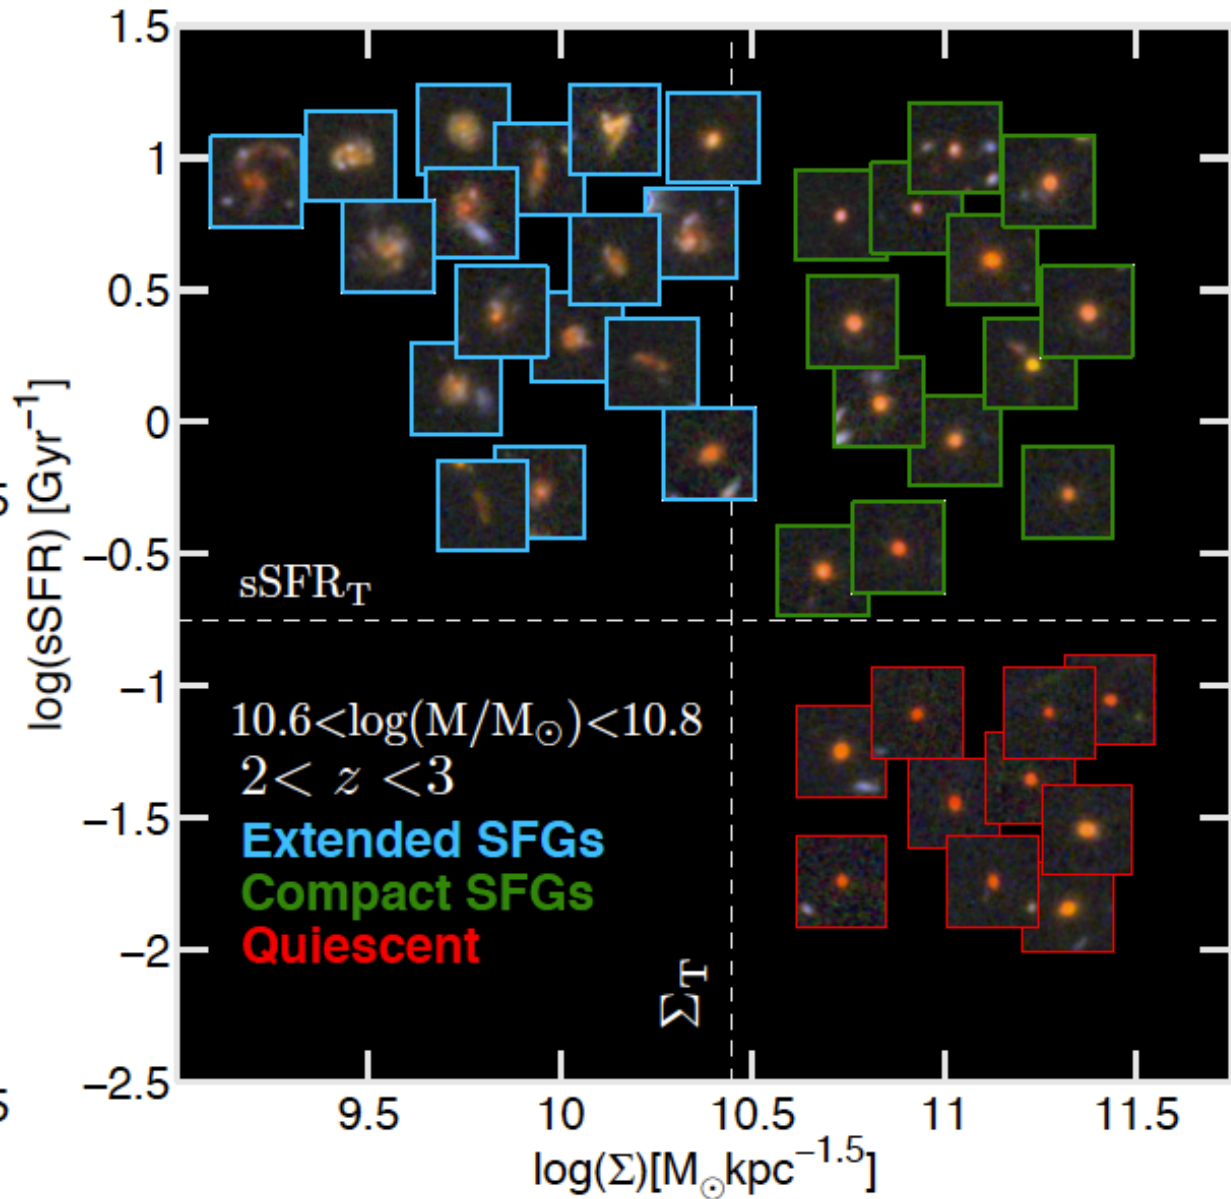 1.5
1
0.5
0
−0.5
−1
−1.5
−2
−2.5
log(sSFR) [Gyr⁻¹]
sSFR_T
10.6<log(M/M_⊙)<10.8
2< z <3
Extended SFGs
Compact SFGs
Quiescent
Σ_T
9.5 10 10.5 11 11.5
log(Σ)[M_⊙kpc^−1.5]